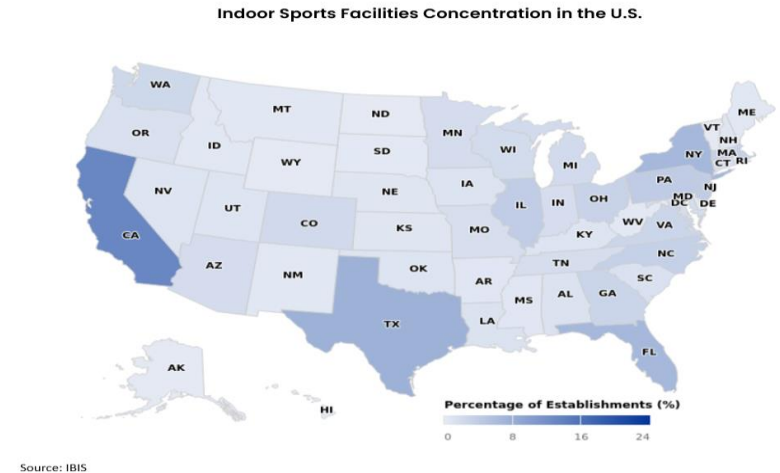 Indoor Sports Facilities Concentration in the U.S.
WA
ME
MT
ND
VT
OR
MN
NH
ID
WI
NY
MA
SD
CT RI
WY
MI
PA
IA
NJ
NE
NV
OH
MD
IL
IN
DC DE
UT
CO
WV
VA
KS
MO
KY
CA
NC
TN
AZ
OK
NM
AR
SC
MS
AL
GA
TX
LA
FL
AK
HI
Percentage of Establishments (%)
0 8 16 24
Source: IBIS